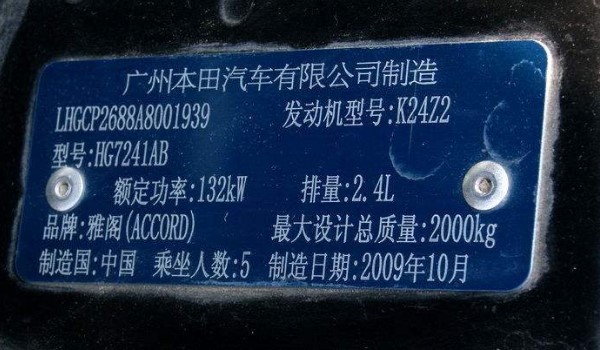 广州本田汽车有限公司制造
LHGCP2688A8001939 发动机型号:K24Z2
型号:HG7241AB
额定功率:132kW 排量:2.4L
品牌:雅阁(ACCORD) 最大设计总质量:2000kg
制造国:中国 乘坐人数:5 制造日期:2009年10月